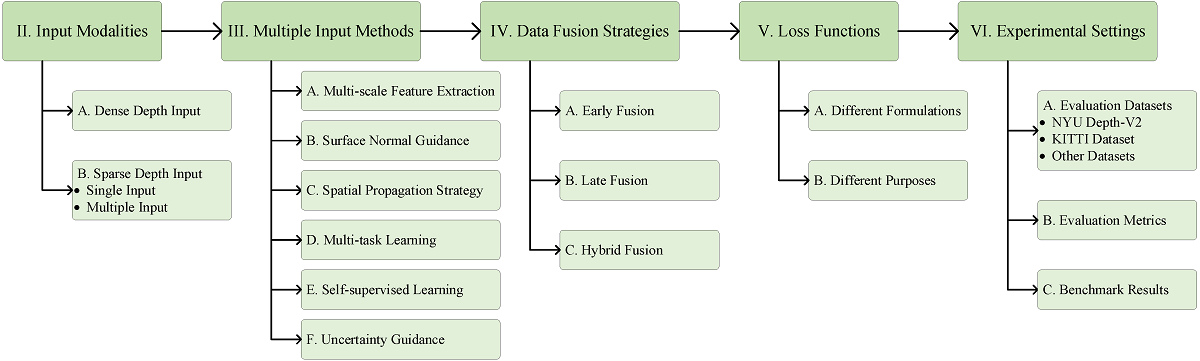 II. Input Modalities
A. Dense Depth Input
B. Sparse Depth Input
• Single Input
• Multiple Input
III. Multiple Input Methods
A. Multi-scale Feature Extraction
B. Surface Normal Guidance
C. Spatial Propagation Strategy
D. Multi-task Learning
E. Self-supervised Learning
F. Uncertainty Guidance
IV. Data Fusion Strategies
A. Early Fusion
B. Late Fusion
C. Hybrid Fusion
V. Loss Functions
A. Different Formulations
B. Different Purposes
VI. Experimental Settings
A. Evaluation Datasets
• NYU Depth-V2
• KITTI Dataset
• Other Datasets
B. Evaluation Metrics
C. Benchmark Results